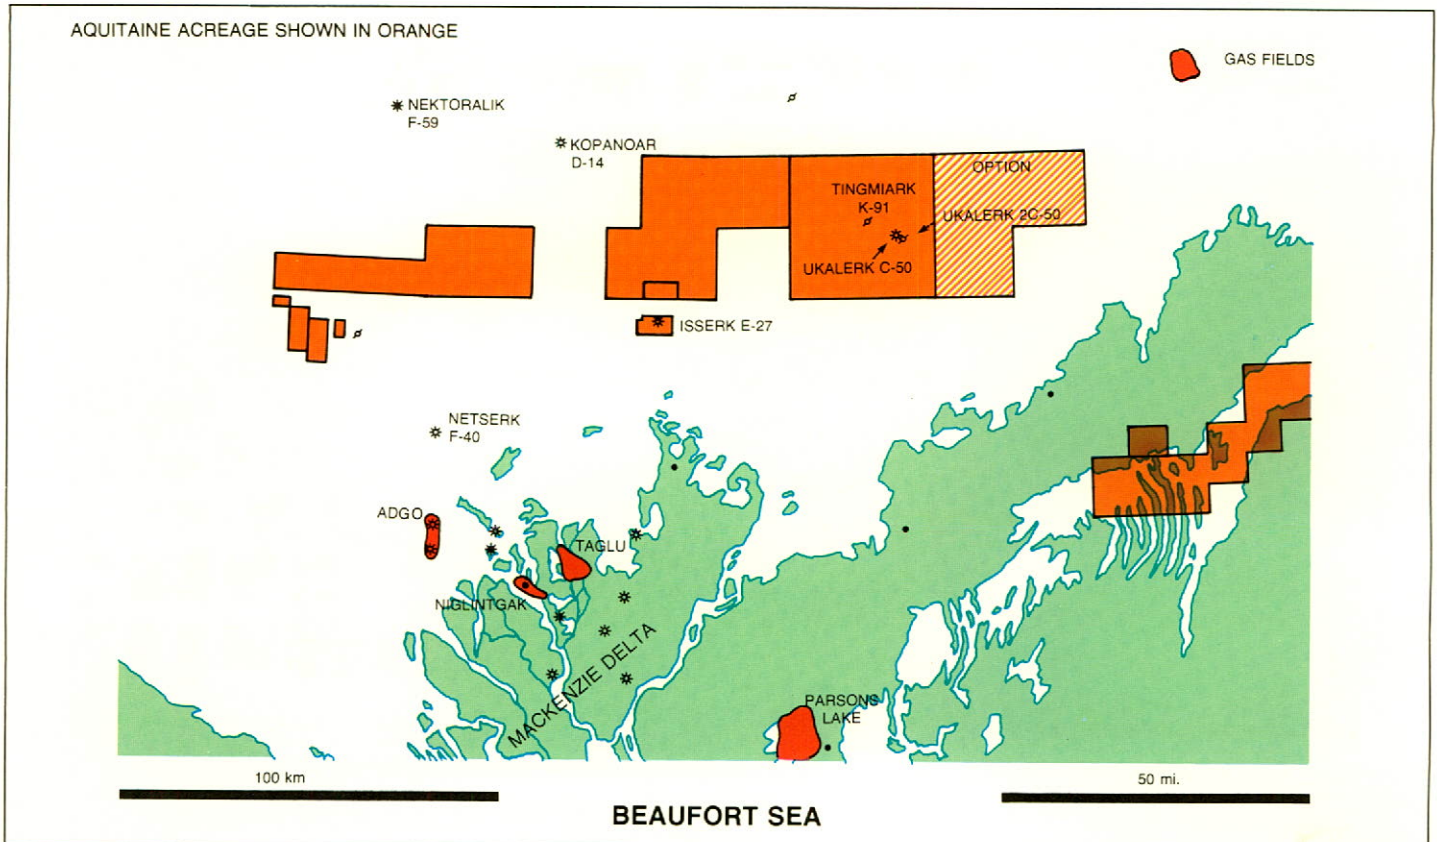 AQUITAINE ACREAGE SHOWN IN ORANGE
GAS FIELDS
NEKTORALIK
F-59
KOPANOAR
D-14
OPTION
TINGMIARK
K-91
UKALERK 2C-50
UKALERK C-50
ISSERK E-27
NETSERK
F-40
ADGO
TAGLU
NIGLINTGAK
MACKENZIE DELTA
PARSONS
LAKE
100 km
50 mi.
BEAUFORT SEA